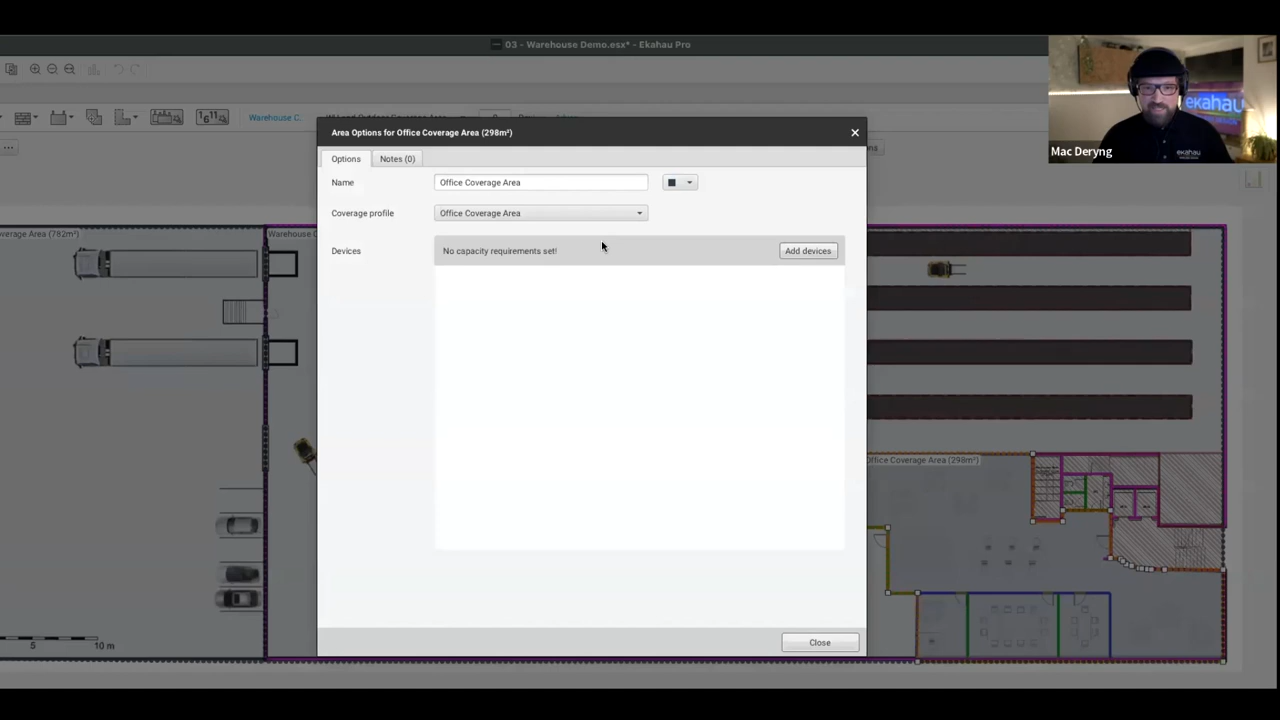 03 - Warehouse Demo.esx* - Ekahau Pro
ekahau
Mac Deryng
Warehouse C..
Area Options for Office Coverage Area (298m²)
Options
Notes (0)
Name
Office Coverage Area
Coverage profile
Office Coverage Area
Devices
No capacity requirements set!
Add devices
overage Area (782m²)
Warehouse C
Office Coverage Area (298m²)
5
10 m
Close